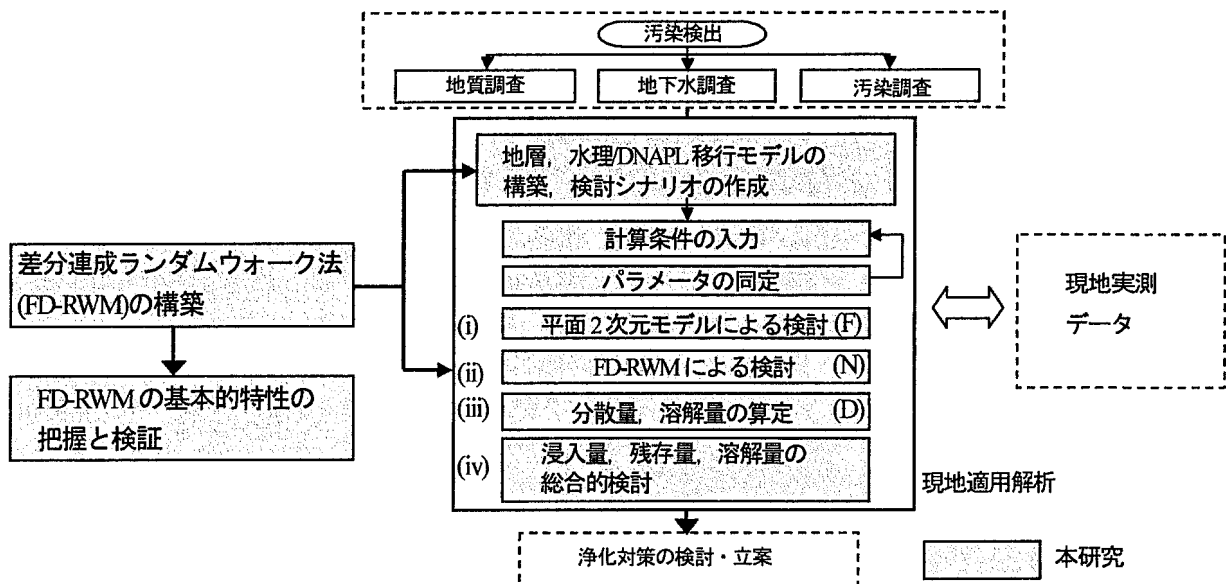 汚染検出
地質調査
地下水調査
汚染調査
地層，水理/DNAPL 移行モデルの
構築，検討シナリオの作成
計算条件の入力
パラメータの同定
差分連成ランダムウォーク法
(FD-RWM)の構築
FD-RWM の基本的特性の
把握と検証
(i) 平面２次元モデルによる検討 (F)
(ii) FD-RWM による検討 (N)
(iii) 分散量，溶解量の算定 (D)
(iv) 浸入量，残存量，溶解量の
総合的検討
現地実測
データ
現地適用解析
浄化対策の検討・立案
本研究